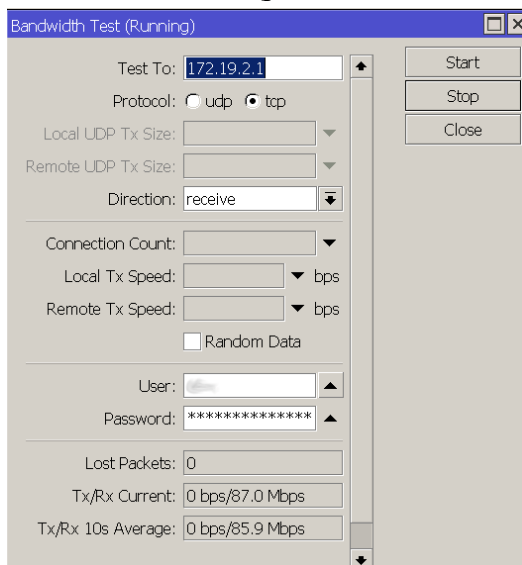 Bandwidth Test (Running)
Test To: 172.19.2.1
Start
Protocol: udp tcp
Stop
Local UDP Tx Size:
Close
Remote UDP Tx Size:
Direction: receive
Connection Count:
Local Tx Speed: bps
Remote Tx Speed: bps
Random Data
User:
Password: **************
Lost Packets: 0
Tx/Rx Current: 0 bps/87.0 Mbps
Tx/Rx 10s Average: 0 bps/85.9 Mbps